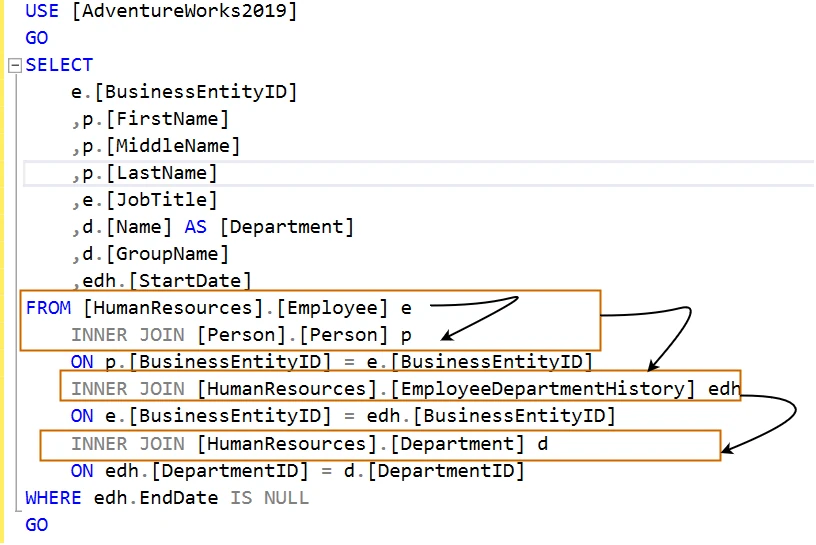 USE [AdventureWorks2019]
GO
SELECT
e.[BusinessEntityID]
,p.[FirstName]
,p.[MiddleName]
,p.[LastName]
,e.[JobTitle]
,d.[Name] AS [Department]
,d.[GroupName]
,edh.[StartDate]
FROM [HumanResources].[Employee] e
INNER JOIN [Person].[Person] p
ON p.[BusinessEntityID] = e.[BusinessEntityID]
INNER JOIN [HumanResources].[EmployeeDepartmentHistory] edh
ON e.[BusinessEntityID] = edh.[BusinessEntityID]
INNER JOIN [HumanResources].[Department] d
ON edh.[DepartmentID] = d.[DepartmentID]
WHERE edh.EndDate IS NULL
GO